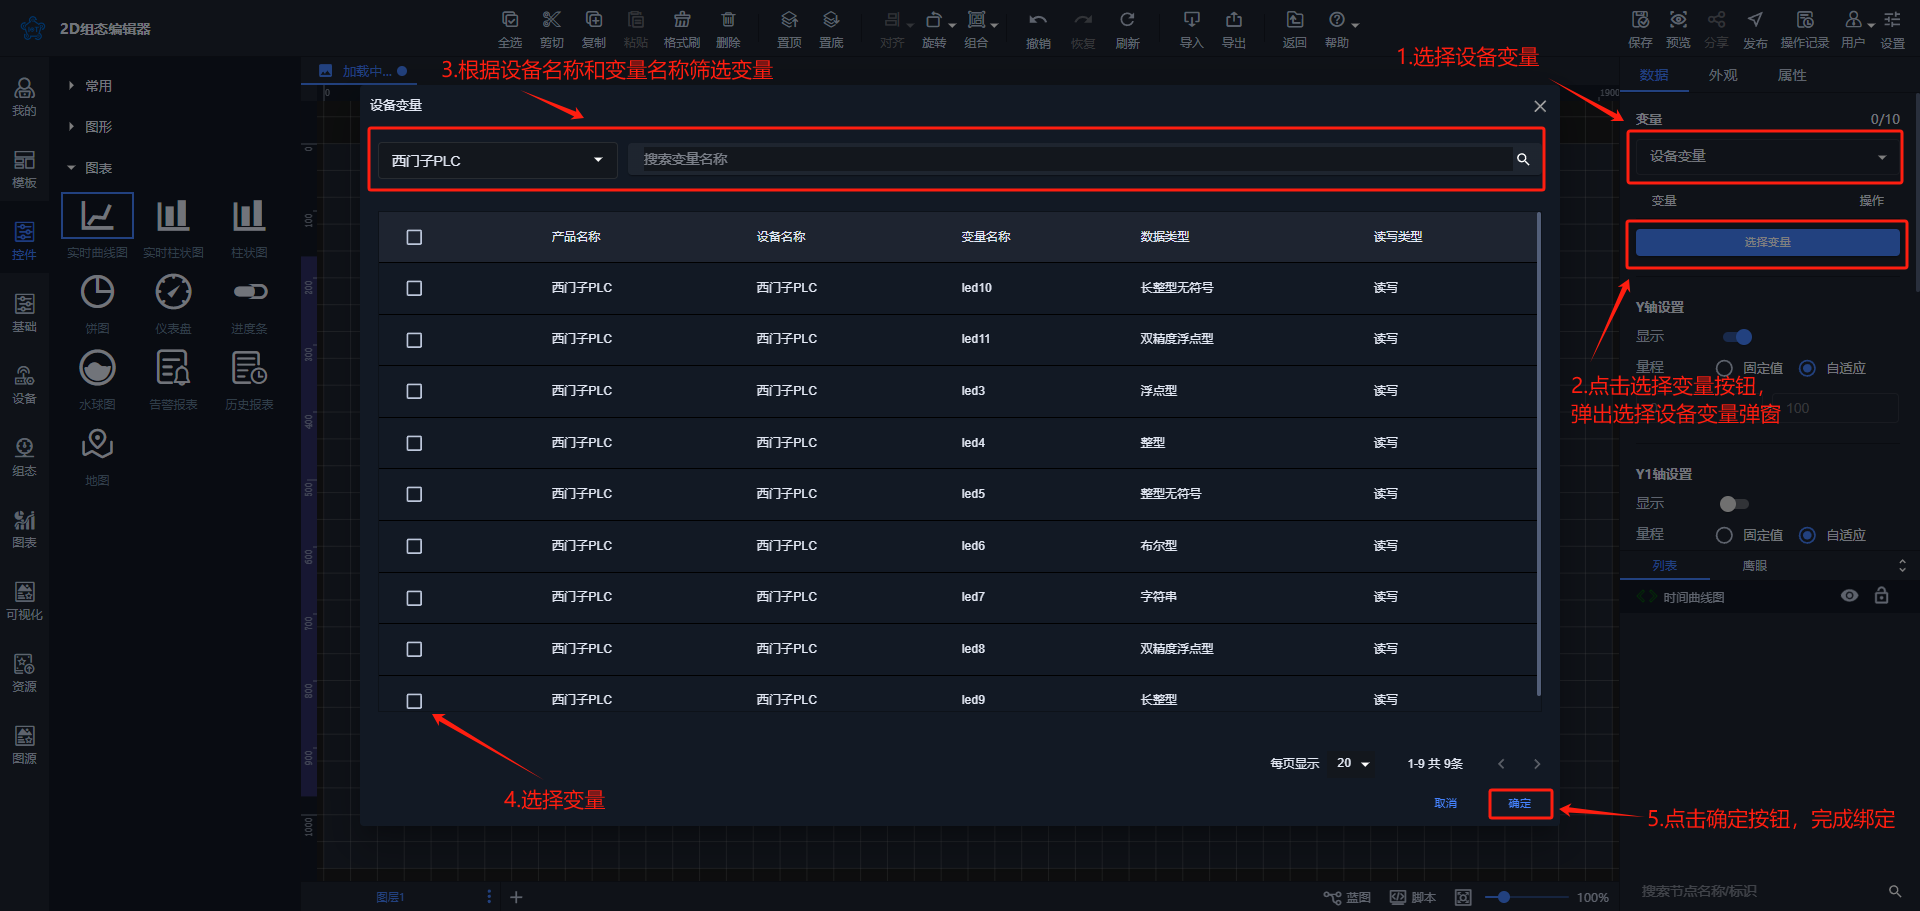 2D组态编辑器
全选 剪切 复制 粘贴 格式刷 删除 置顶 置底 对齐 旋转 组合 撤销 恢复 刷新 导入 导出 返回 帮助
保存 预览 分享 发布 操作记录 用户 设置
我的
模板
控件
基础
设备
组态
图表
可视化
资源
图源
常用
图形
图表
实时曲线图 实时柱状图 柱状图
饼图 仪表盘 进度条
水球图 告警报表 历史报表
地图
加载中...
3.根据设备名称和变量名称筛选变量
1.选择设备变量
0 1900
0
100
200
300
400
500
600
700
800
900
1000
设备变量
西门子PLC 搜索变量名称
产品名称 设备名称 变量名称 数据类型 读写类型
西门子PLC 西门子PLC led10 长整型无符号 读写
西门子PLC 西门子PLC led11 双精度浮点型 读写
西门子PLC 西门子PLC led3 浮点型 读写
西门子PLC 西门子PLC led4 整型 读写
西门子PLC 西门子PLC led5 整型无符号 读写
西门子PLC 西门子PLC led6 布尔型 读写
西门子PLC 西门子PLC led7 字符串 读写
西门子PLC 西门子PLC led8 双精度浮点型 读写
西门子PLC 西门子PLC led9 长整型 读写
每页显示 20 1-9 共 9条
4.选择变量
取消 确定
5.点击确定按钮，完成绑定
数据 外观 属性
变量 0/10
设备变量
变量 操作
选择变量
Y轴设置
显示
量程 固定值 自适应
2.点击选择变量按钮，
弹出选择设备变量弹窗 100
Y1轴设置
显示
量程 固定值 自适应
列表 鹰眼
时间曲线图
图层1
蓝图 脚本 100%
搜索节点名称/标识